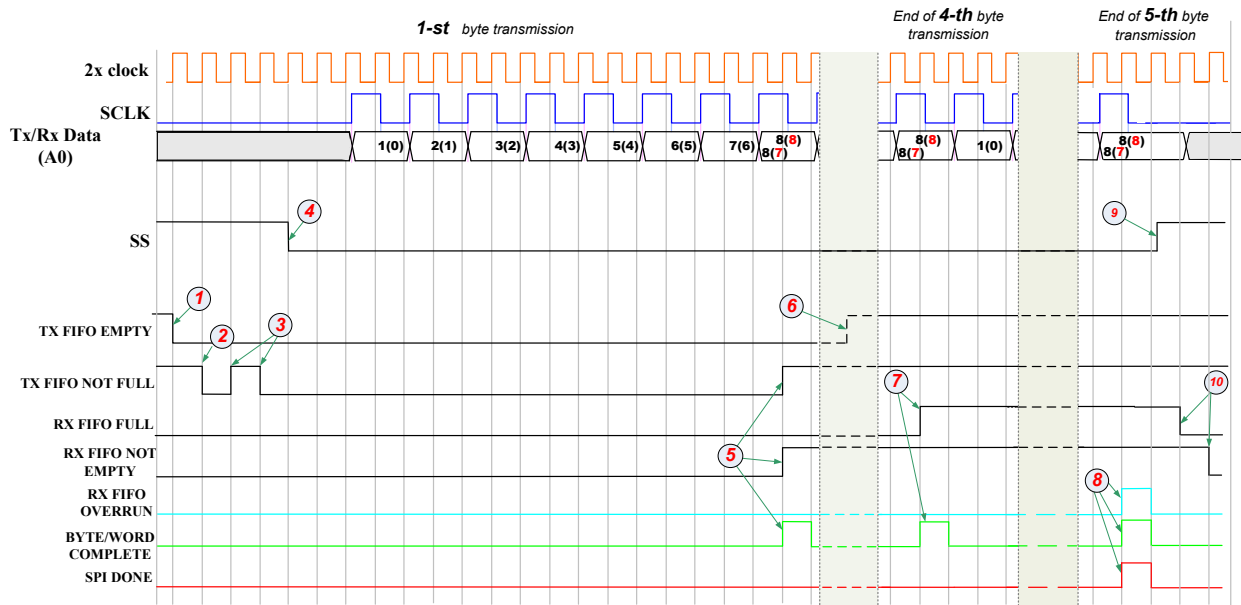 1-st byte transmission
End of 4-th byte
transmission
End of 5-th byte
transmission
2x clock
SCLK
Tx/Rx Data
(A0)
1(0)
2(1)
3(2)
4(3)
5(4)
6(5)
7(6)
8(8)
8(7)
8(8)
8(7)
1(0)
8(8)
8(7)
4
9
SS
1
6
TX FIFO EMPTY
2
3
TX FIFO NOT FULL
7
10
RX FIFO FULL
RX FIFO NOT
EMPTY
5
8
RX FIFO
OVERRUN
BYTE/WORD
COMPLETE
SPI DONE